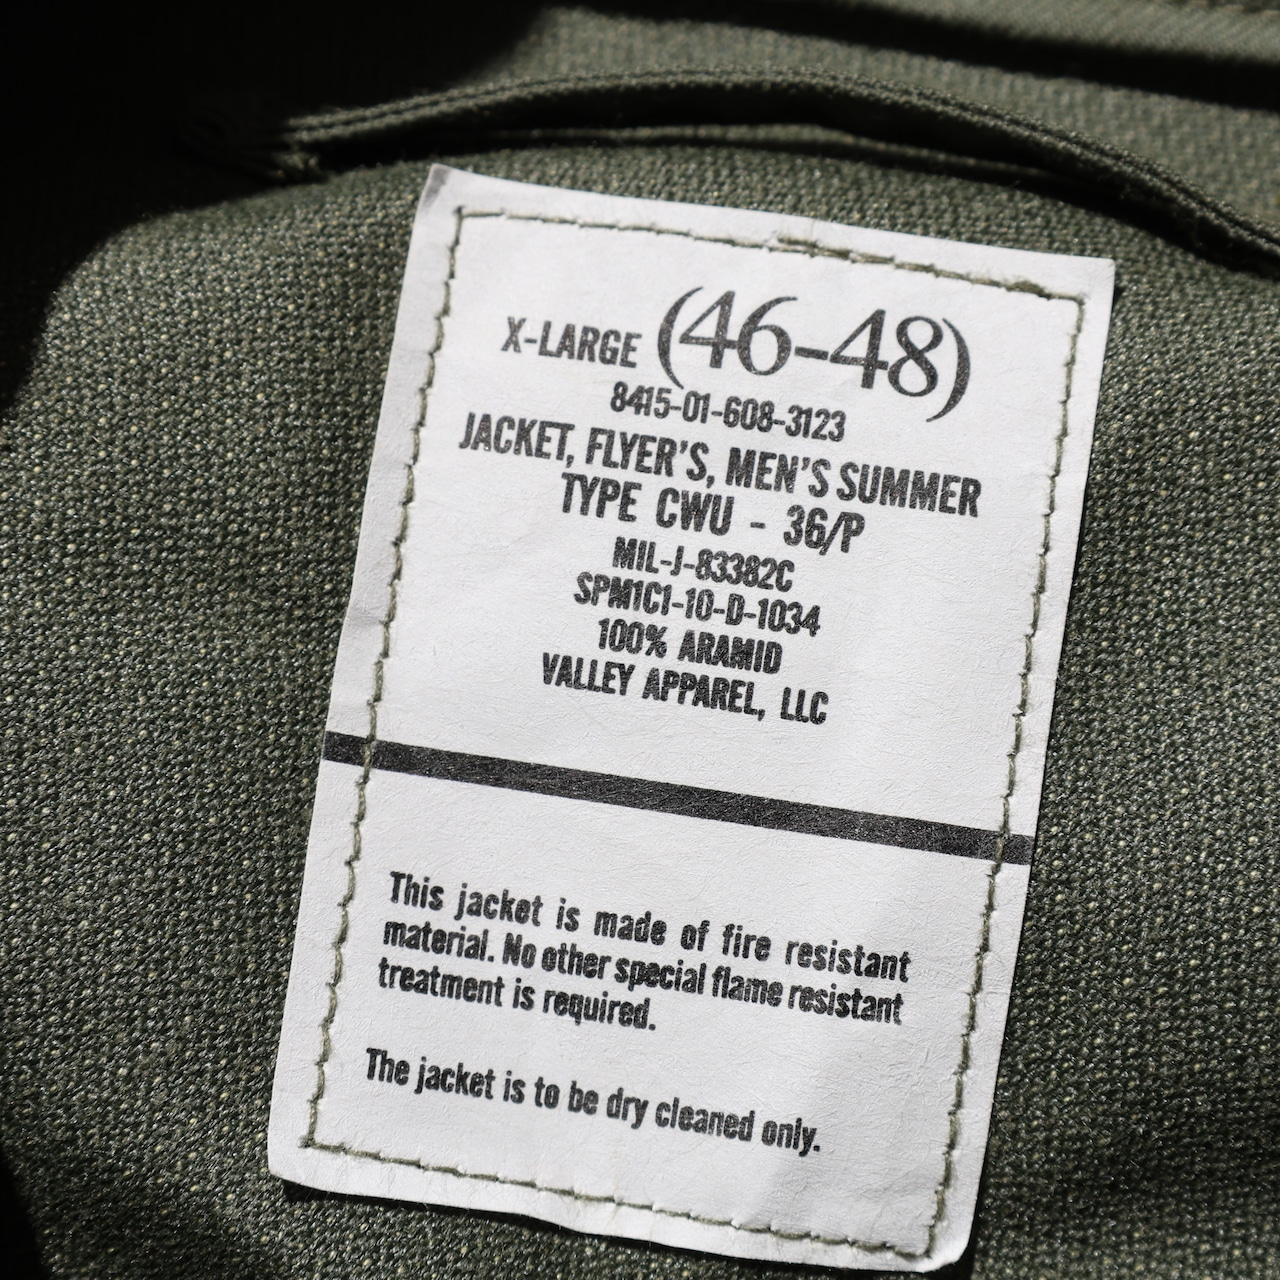 X-LARGE (46-48)
8415-01-608-3123
JACKET, FLYER'S, MEN'S SUMMER
TYPE CWU - 36/P
MIL-J-83382C
SPM1C1-10-D-1034
100% ARAMID
VALLEY APPAREL, LLC
This jacket is made of fire resistant
material. No other special flame resistant
treatment is required.
The jacket is to be dry cleaned only.